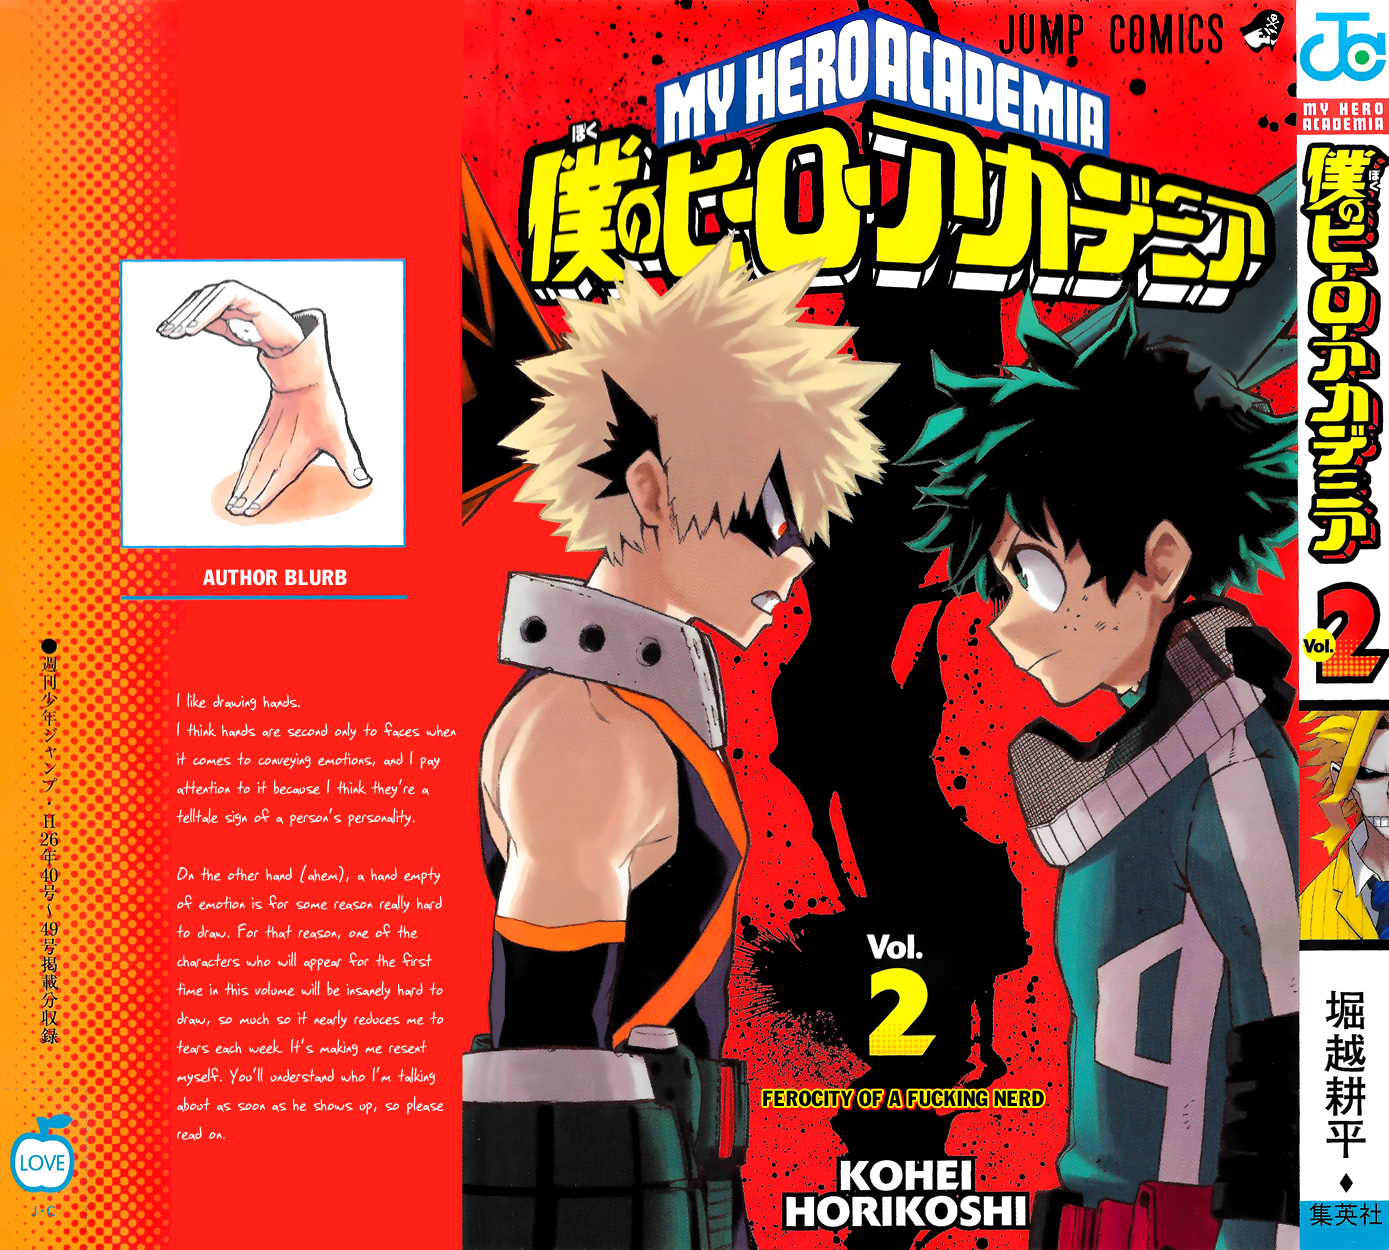 AUTHOR BLURB
I like drawing hands.
I think hands are second only to faces when
it comes to conveying emotions, and I pay
attention to it because I think they're a
telltale sign of a person's personality.
On the other hand (ahem), a hand empty
of emotion is for some reason really hard
to draw. For that reason, one of the
characters who will appear for the first
time in this volume will be insanely hard to
draw, so much so it nearly reduces me to
tears each week. It's making me resent
myself. You'll understand who I'm talking
about as soon as he shows up, so please
read on.
●週刊少年ジャンプ・H26年40号～49号掲載分収録
LOVE
J・C
JUMP COMICS
MY HERO ACADEMIA
ぼく
僕のヒーローアカデミア
Vol.
2
FEROCITY OF A FUCKING NERD
KOHEI
HORIKOSHI
JC
MY HERO
ACADEMIA
ぼく
僕のヒーローアカデミア
Vol. 2
堀越耕平♦
集英社